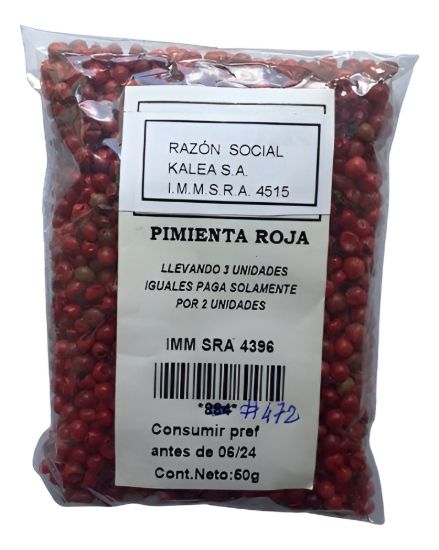 RAZÓN SOCIAL
KALEA S.A.
I.M.M.S.R.A. 4515
PIMIENTA ROJA
LLEVANDO 3 UNIDADES
IGUALES PAGA SOLAMENTE
POR 2 UNIDADES
IMM SRA 4396
*884* #472
Consumir pref
antes de 06/24
Cont.Neto:50g